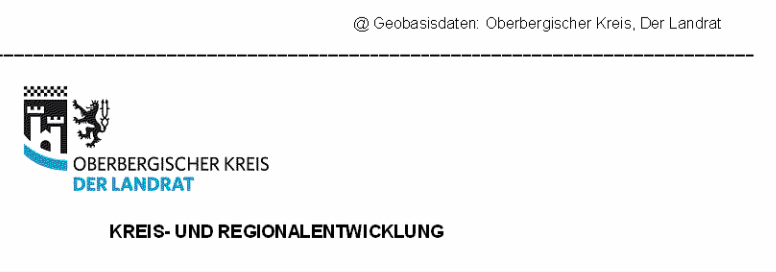 @ Geobasisdaten: Oberbergischer Kreis, Der Landrat
OBERBERGISCHER KREIS
DER LANDRAT
KREIS- UND REGIONALENTWICKLUNG